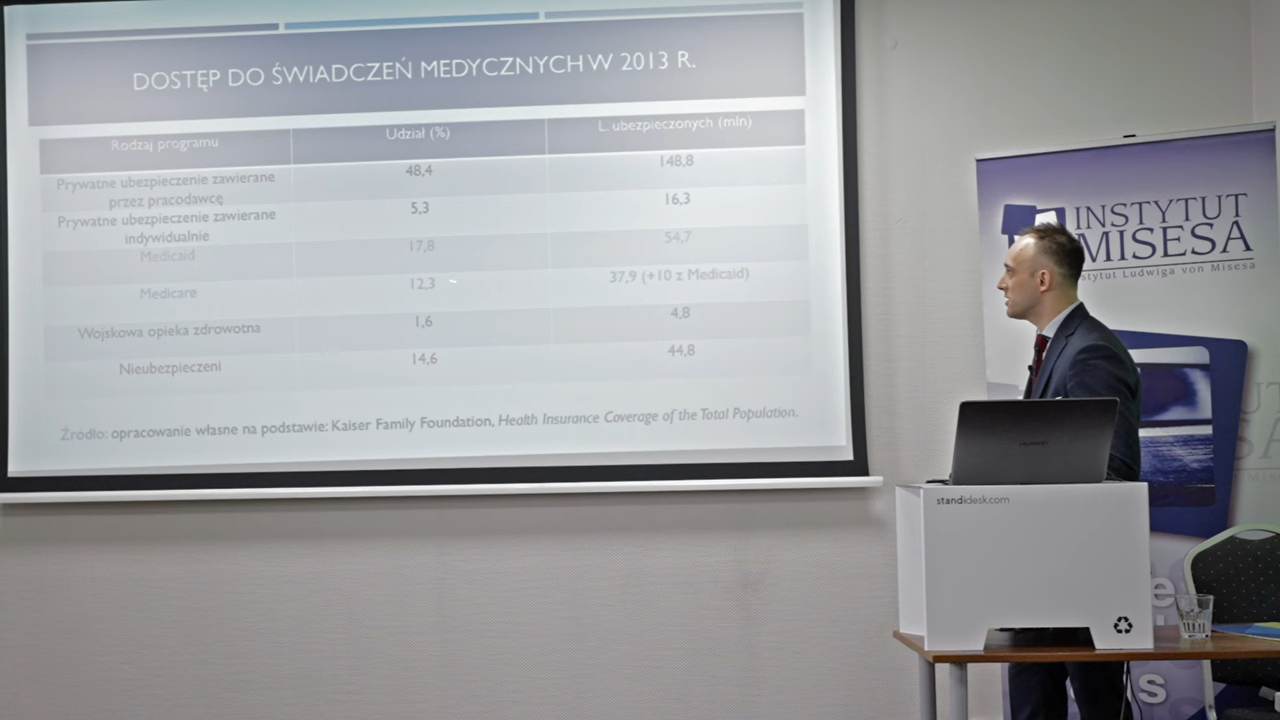 DOSTĘP DO ŚWIADCZEŃ MEDYCZNYCH W 2013 R.
Rodzaj programu Udział (%) L. ubezpieczonych (mln)
Prywatne ubezpieczenie zawierane
przez pracodawcę 48,4 148,8
Prywatne ubezpieczenie zawierane
indywidualnie 5,3 16,3
Medicaid 17,8 54,7
Medicare 12,3 37,9 (+10 z Medicaid)
Wojskowa opieka zdrowotna 1,6 4,8
Nieubezpieczeni 14,6 44,8
Źródło: opracowanie własne na podstawie: Kaiser Family Foundation, Health Insurance Coverage of the Total Population.
INSTYTUT
MISESA
stytut Ludwiga von Misesa
HUAWEI
standidesk.com